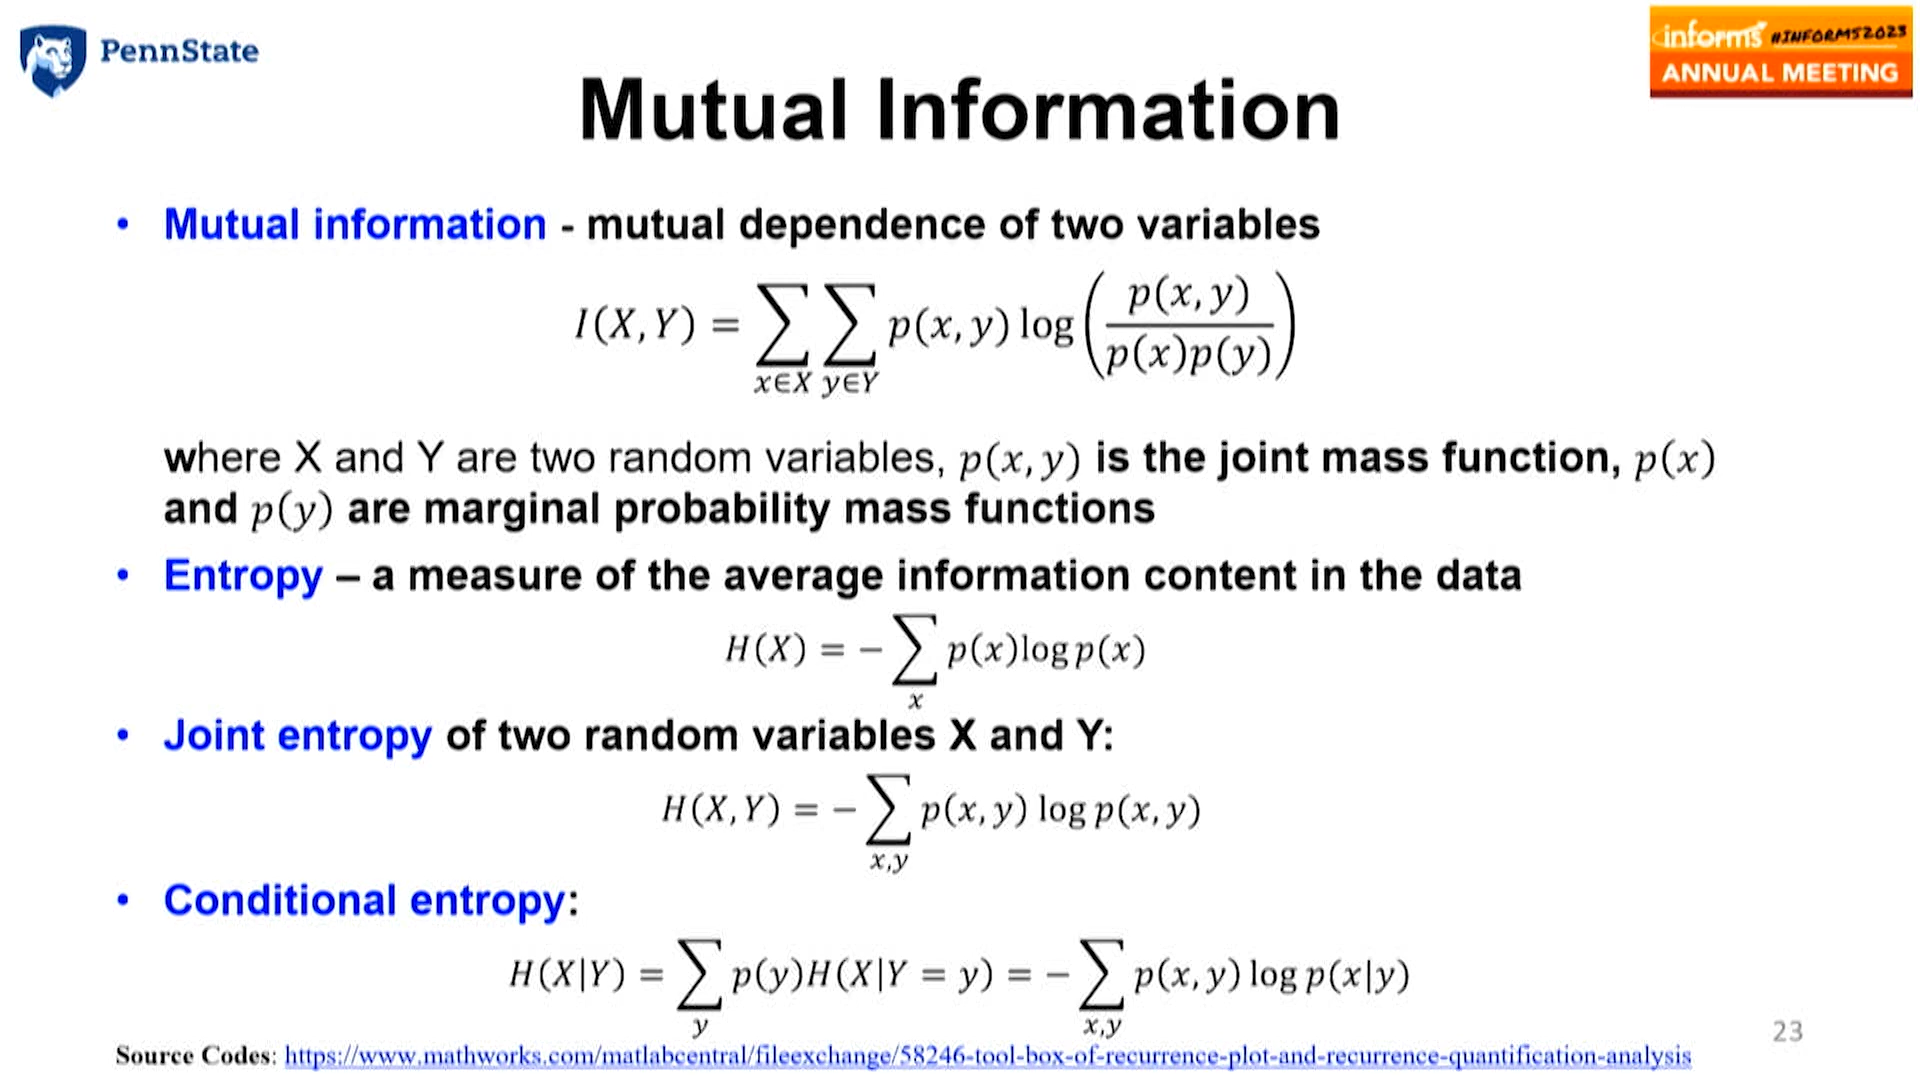 PennState
informs #INFORMS2023
ANNUAL MEETING
Mutual Information
• Mutual information - mutual dependence of two variables
I(X,Y) = ∑_{x∈X} ∑_{y∈Y} p(x,y) log(p(x,y) / p(x)p(y))
where X and Y are two random variables, p(x,y) is the joint mass function, p(x)
and p(y) are marginal probability mass functions
• Entropy – a measure of the average information content in the data
H(X) = − ∑_x p(x)log p(x)
• Joint entropy of two random variables X and Y:
H(X,Y) = − ∑_{x,y} p(x,y) log p(x,y)
• Conditional entropy:
H(X|Y) = ∑_y p(y)H(X|Y = y) = − ∑_{x,y} p(x,y) log p(x|y)
23
Source Codes: https://www.mathworks.com/matlabcentral/fileexchange/58246-tool-box-of-recurrence-plot-and-recurrence-quantification-analysis